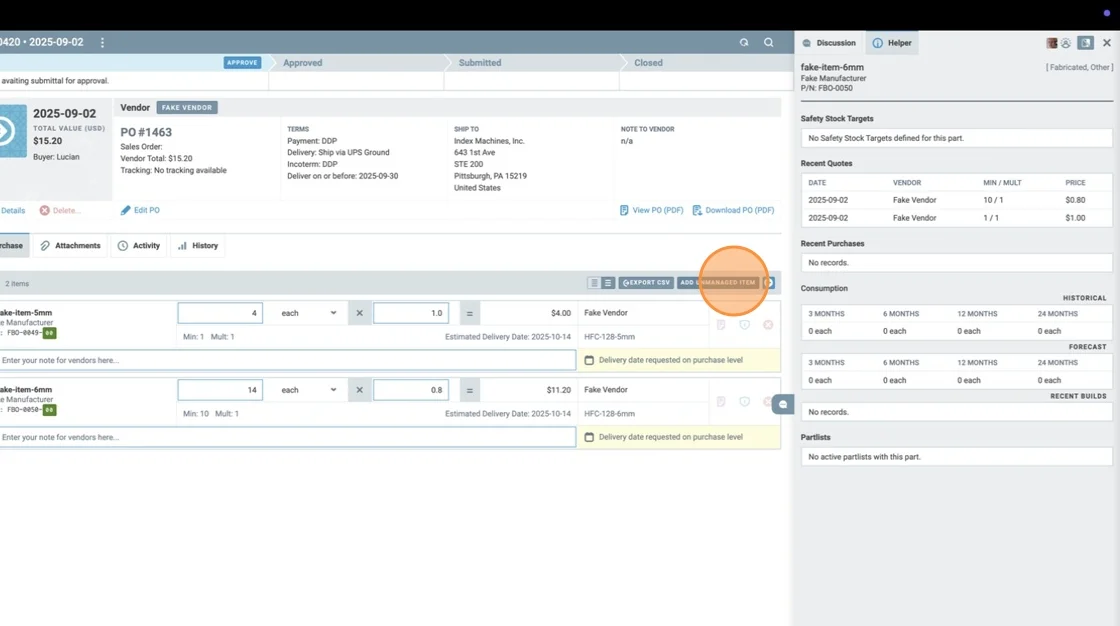 0420 • 2025-09-02
APPROVE
Approved
Submitted
Closed
awaiting submittal for approval.
2025-09-02
TOTAL VALUE (USD)
$15.20
Buyer: Lucian
Details
Delete...
Vendor FAKE VENDOR
PO #1463
Sales Order:
Vendor Total: $15.20
Tracking: No tracking available
TERMS
Payment: DDP
Delivery: Ship via UPS Ground
Incoterm: DDP
Deliver on or before: 2025-09-30
SHIP TO
Index Machines, Inc.
643 1st Ave
STE 200
Pittsburgh, PA 15219
United States
NOTE TO VENDOR
n/a
Edit PO
View PO (PDF)
Download PO (PDF)
rchase
Attachments
Activity
History
2 items
EXPORT CSV
ADD UNMANAGED ITEM
ake-item-5mm
e Manufacturer
: FBO-0049- 00
4 each × 1.0 = $4.00
Min: 1 Mult: 1
Estimated Delivery Date: 2025-10-14
Fake Vendor
HFC-128-5mm
Enter your note for vendors here...
Delivery date requested on purchase level
ake-item-6mm
e Manufacturer
: FBO-0050- 00
14 each × 0.8 = $11.20
Min: 10 Mult: 1
Estimated Delivery Date: 2025-10-14
Fake Vendor
HFC-128-6mm
Enter your note for vendors here...
Delivery date requested on purchase level
Discussion
Helper
fake-item-6mm
[ Fabricated, Other ]
Fake Manufacturer
P/N: FBO-0050
Safety Stock Targets
No Safety Stock Targets defined for this part.
Recent Quotes
DATE VENDOR MIN / MULT PRICE
2025-09-02 Fake Vendor 10 / 1 $0.80
2025-09-02 Fake Vendor 1 / 1 $1.00
Recent Purchases
No records.
Consumption
HISTORICAL
3 MONTHS 6 MONTHS 12 MONTHS 24 MONTHS
0 each 0 each 0 each 0 each
FORECAST
3 MONTHS 6 MONTHS 12 MONTHS 24 MONTHS
0 each 0 each 0 each 0 each
RECENT BUILDS
No records.
Partlists
No active partlists with this part.